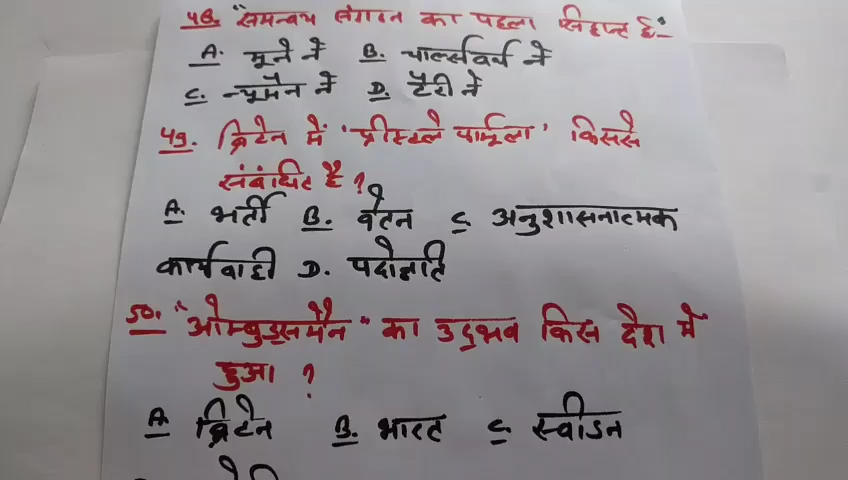 48. "समन्वय संगठन का पहला सिद्धान्त है"-
A. मूने ने B. चार्ल्सवर्थ ने
C. न्यूमैन ने D. टैरी ने
49. ब्रिटेन में 'प्रीस्टले फार्मूला' किससे
संबंधित है ?
A. भर्ती B. वेतन C. अनुशासनात्मक
कार्यवाही D. पदोन्नति
50. "ओम्बुड्समैन" का उद्भव किस देश में
हुआ ?
A. ब्रिटेन B. भारत C. स्वीडन